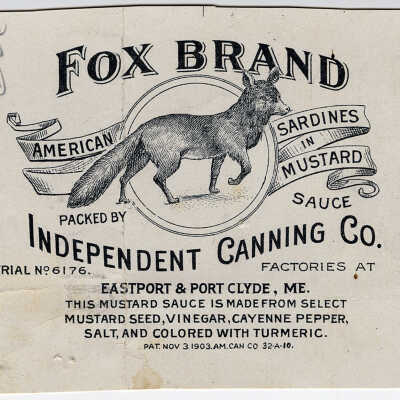 FOX BRAND
AMERICAN
SARDINES
IN
MUSTARD
SAUCE
PACKED BY
INDEPENDENT CANNING CO.
RIAL Nº 6176.
FACTORIES AT
EASTPORT & PORT CLYDE, ME.
THIS MUSTARD SAUCE IS MADE FROM SELECT
MUSTARD SEED, VINEGAR, CAYENNE PEPPER,
SALT, AND COLORED WITH TURMERIC.
PAT. NOV 3 1903. AM. CAN CO 32-A-10.